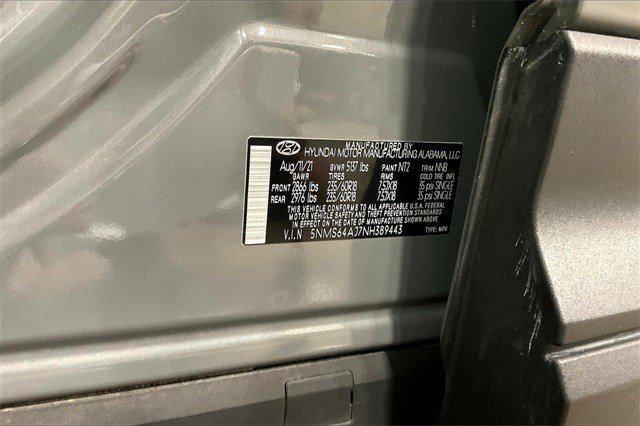 MANUFACTURED BY
HYUNDAI MOTOR MANUFACTURING ALABAMA, LLC
Aug/11/21 GVWR 5137 lbs PAINT NT2 TRIM NNB
GAWR TIRES RIMS COLD INFL.
FRONT 2866 lbs 235/60R18 7.5JX18 35 psi SINGLE
REAR 2976 lbs 235/60R18 7.5JX18 35 psi SINGLE
THIS VEHICLE CONFORMS TO ALL APPLICABLE U.S.A. FEDERAL
MOTOR VEHICLE SAFETY AND THEFT PREVENTION STANDARDS
IN EFFECT ON THE DATE OF MANUFACTURE SHOWN ABOVE.
V.I.N 5NMS64AJ7NH389443 TYPE: MPV